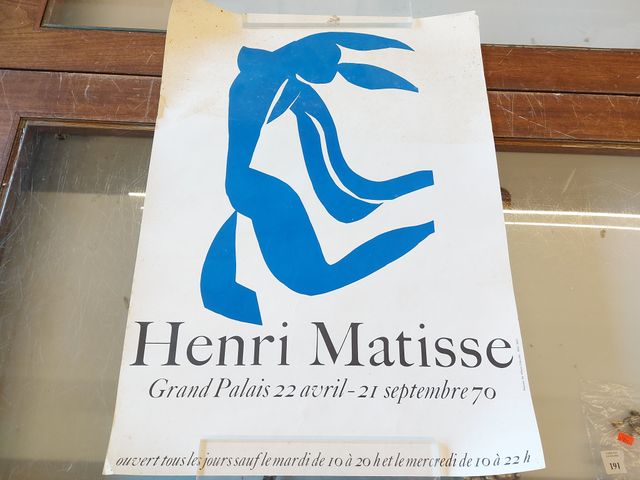 Henri Matisse
Grand Palais 22 avril - 21 septembre 70
ouvert tous les jours sauf le mardi de 10 à 20 h et le mercredi de 10 à 22 h
191